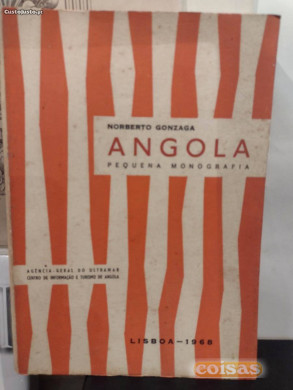 CustoJusto.pt
NORBERTO GONZAGA
ANGOLA
PEQUENA MONOGRAFIA
AGÊNCIA-GERAL DO ULTRAMAR
CENTRO DE INFORMAÇÃO E TURISMO DE ANGOLA
LISBOA—1968
coisas